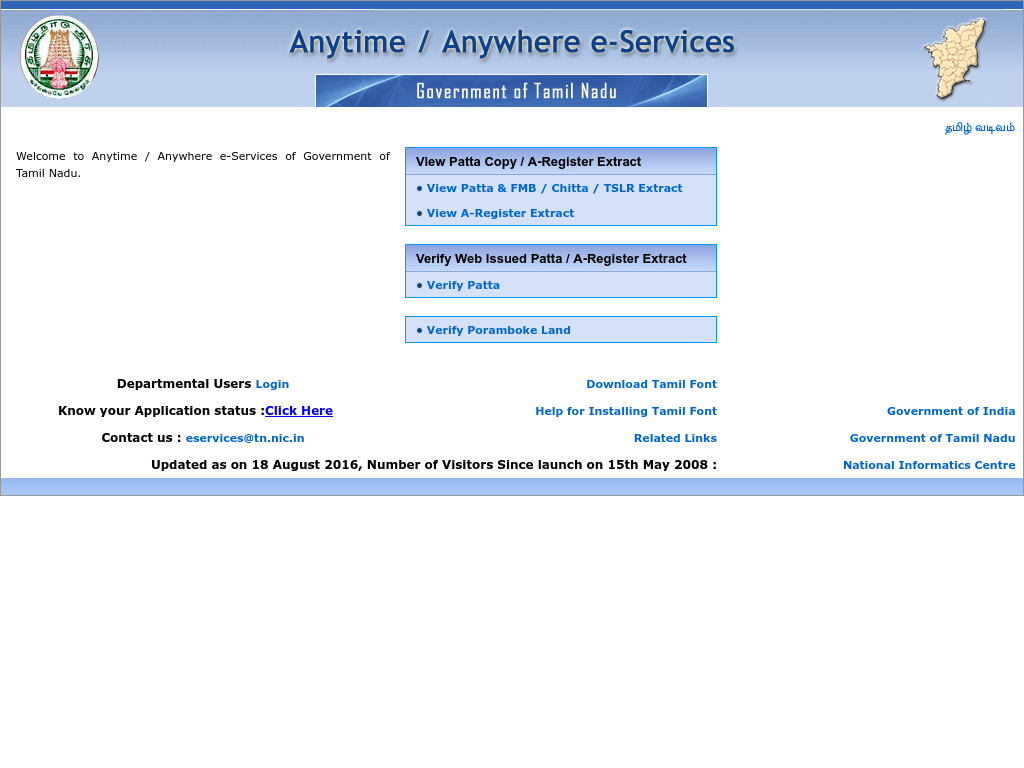 Anytime / Anywhere e-Services
Government of Tamil Nadu
தமிழ் வடிவம்
Welcome to Anytime / Anywhere e-Services of Government of
Tamil Nadu.
View Patta Copy / A-Register Extract
• View Patta & FMB / Chitta / TSLR Extract
• View A-Register Extract
Verify Web Issued Patta / A-Register Extract
• Verify Patta
• Verify Poramboke Land
Departmental Users Login
Download Tamil Font
Know your Application status :Click Here
Help for Installing Tamil Font
Government of India
Contact us : eservices@tn.nic.in
Related Links
Government of Tamil Nadu
Updated as on 18 August 2016, Number of Visitors Since launch on 15th May 2008 :
National Informatics Centre